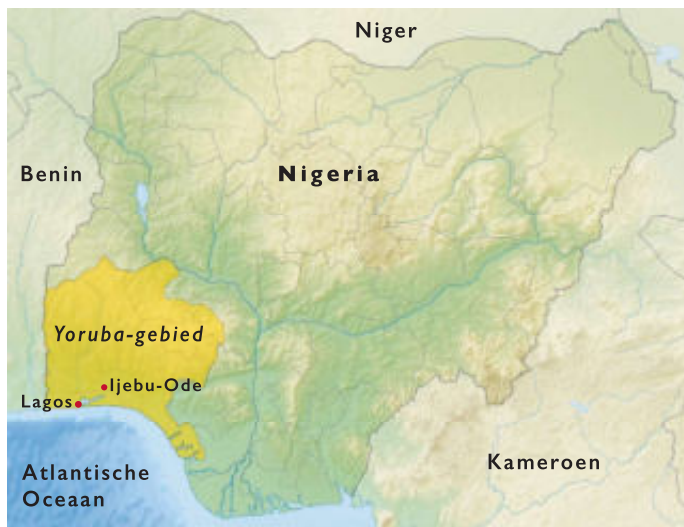 Niger
Benin
Nigeria
Yoruba-gebied
Ijebu-Ode
Lagos
Atlantische
Oceaan
Kameroen